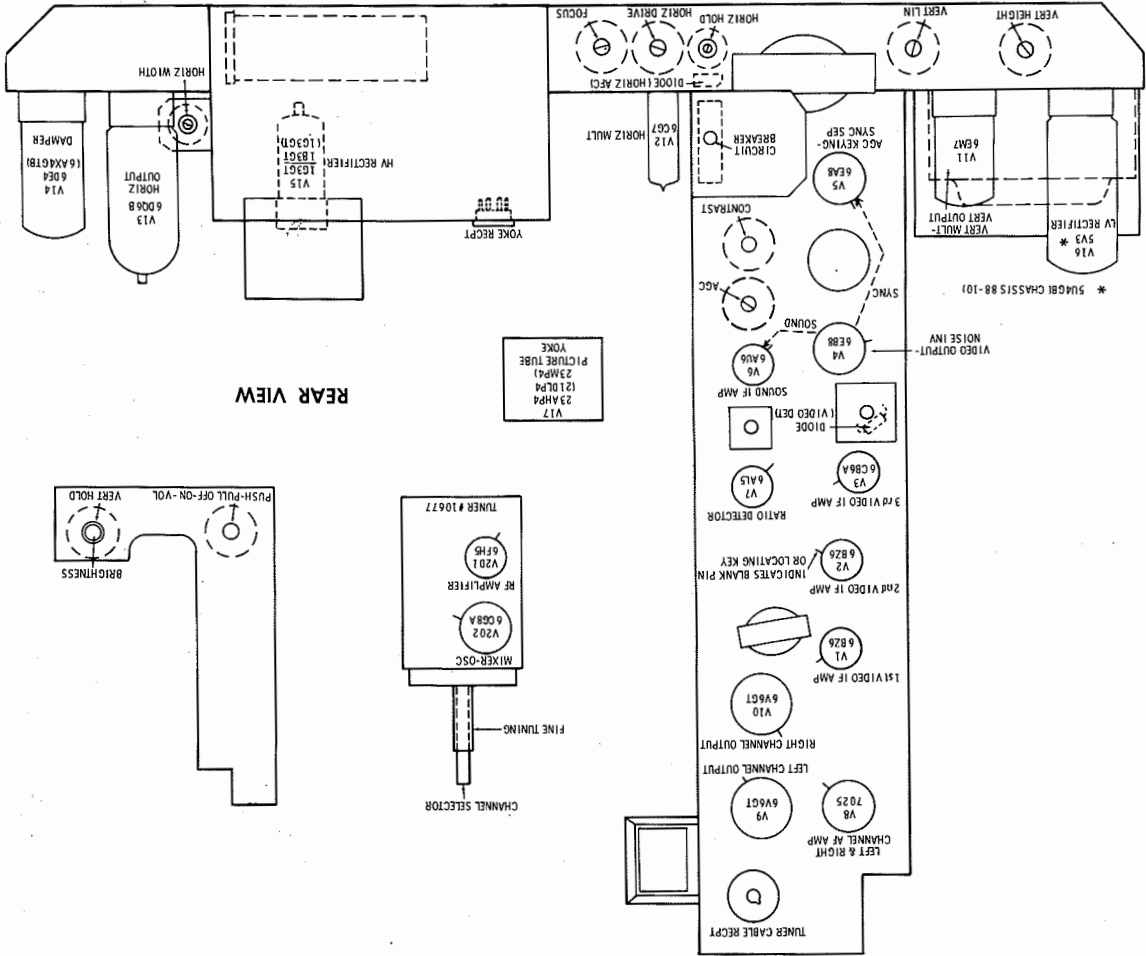 TUNER CABLE RECPT
LEFT & RIGHT
CHANNEL AF AMP
V8
7025
V9
6V6GT
LEFT CHANNEL OUTPUT
CHANNEL SELECTOR
FINE TUNING
RIGHT CHANNEL OUTPUT
V10
6V6GT
1st VIDEO IF AMP
V1
6BZ6
MIXER-OSC
V202
6CG8A
RF AMPLIFIER
V201
6FH5
TUNER #10677
2nd VIDEO IF AMP
V2
6BZ6
INDICATES BLANK PIN
OR LOCATING KEY
BRIGHTNESS
VERT HOLD
PUSH-PULL OFF-ON-VOL
3rd VIDEO IF AMP
V3
6CB6A
RATIO DETECTOR
V7
6AL5
DIODE
(VIDEO DET)
V17
23AHP4
(21DLP4
23MP4)
PICTURE TUBE
YOKE
REAR VIEW
SOUND IF AMP
V6
6AU6
VIDEO OUTPUT-
NOISE INV
V4
6EB8
SOUND
SYNC
AGC
CONTRAST
* 5U4GB( CHASSIS 88-10)
V16
5V3 *
LV RECTIFIER
VERT MULT-
VERT OUTPUT
V11
6EM7
V5
6EA8
AGC KEYING-
SYNC SEP
CIRCUIT
BREAKER
YOKE RECPT
V12
6CG7
HORIZ MULT
V15
1G3GT
1B3GT
(1G3GT)
HV RECTIFIER
V13
6DQ6B
HORIZ
OUTPUT
V14
6DE4
(6AX4GTB)
DAMPER
HORIZ WIDTH
DIODE (HORIZ AFC)
VERT HEIGHT
VERT LIN
HORIZ HOLD
HORIZ DRIVE
FOCUS